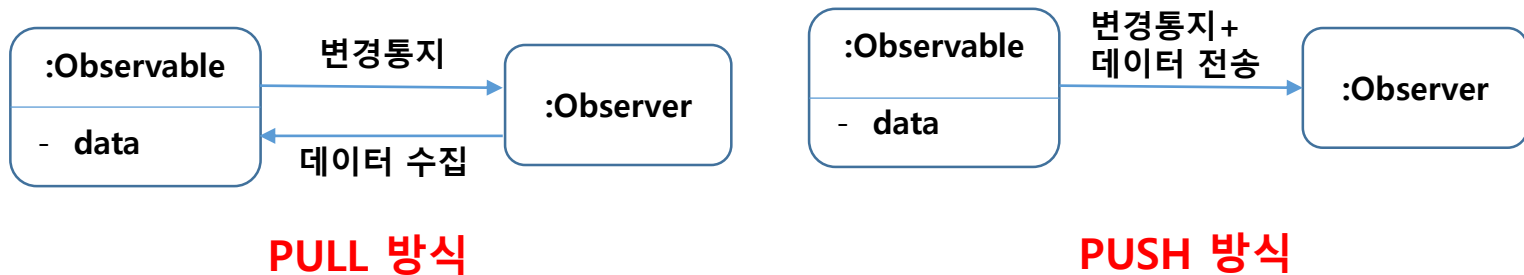 :Observable
- data
변경통지
데이터 수집
:Observer
PULL 방식
:Observable
- data
변경통지+
데이터 전송
:Observer
PUSH 방식